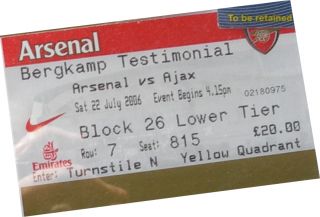 To be retained
Arsenal
Bergkamp Testimonial
Arsenal vs Ajax
Sat 22 July 2006 Event Begins 4.15pm 02180975
Block 26 Lower Tier
Row: 7 Seat: 815 £20.00
Emirates
Enter: Turnstile N Yellow Quadrant